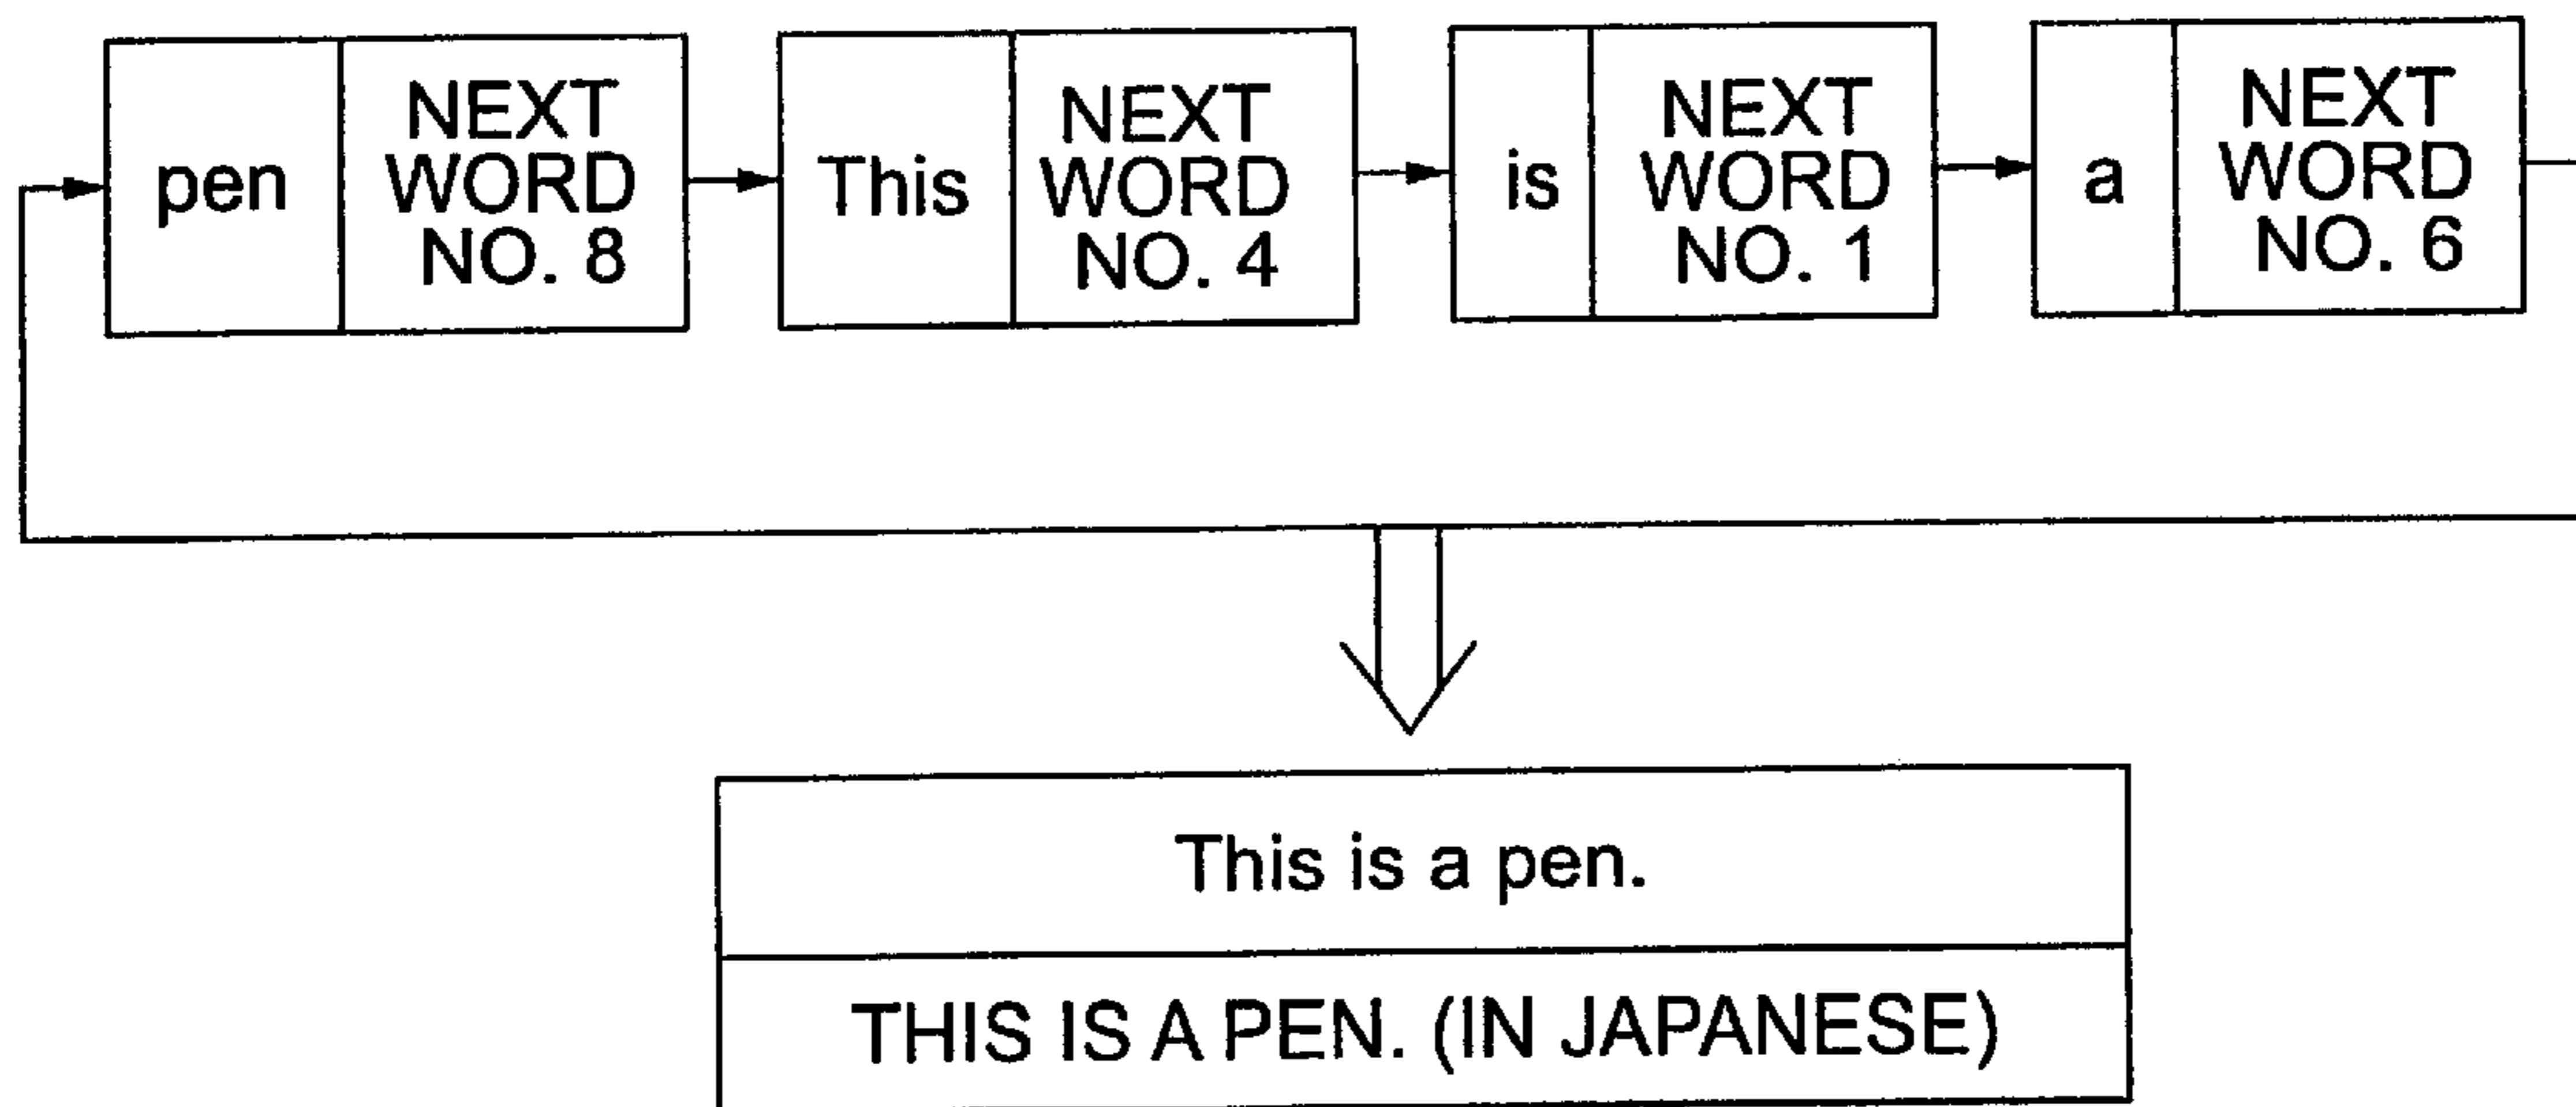 pen
NEXT
WORD
NO. 8
This
NEXT
WORD
NO. 4
is
NEXT
WORD
NO. 1
a
NEXT
WORD
NO. 6
This is a pen.
THIS IS A PEN. (IN JAPANESE)